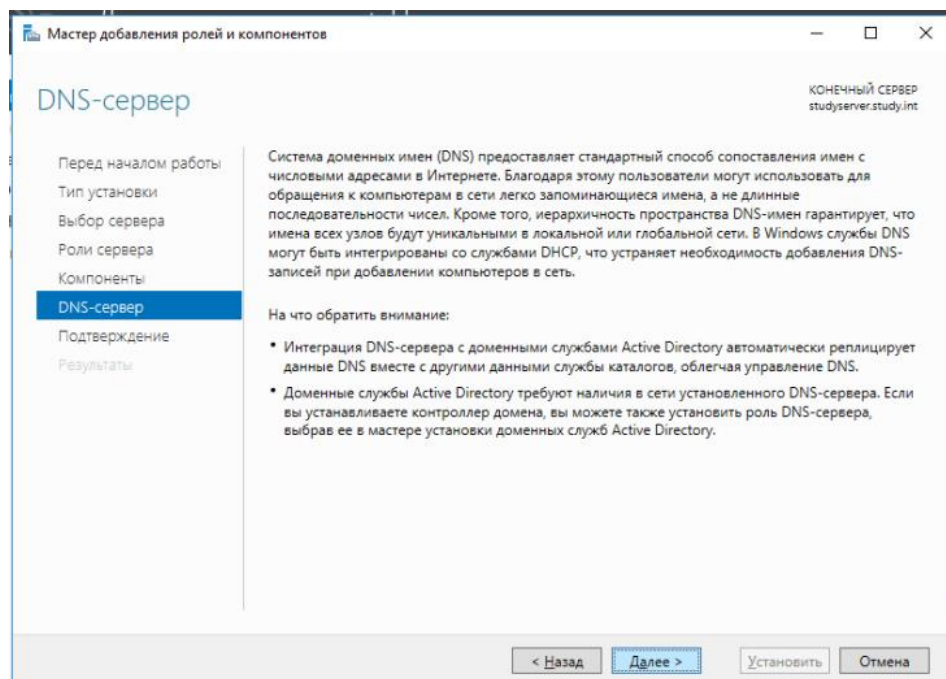 Мастер добавления ролей и компонентов
DNS-сервер
КОНЕЧНЫЙ СЕРВЕР
studyserver.study.int
Перед началом работы
Тип установки
Выбор сервера
Роли сервера
Компоненты
DNS-сервер
Подтверждение
Результаты
Система доменных имен (DNS) предоставляет стандартный способ сопоставления имен с
числовыми адресами в Интернете. Благодаря этому пользователи могут использовать для
обращения к компьютерам в сети легко запоминающиеся имена, а не длинные
последовательности чисел. Кроме того, иерархичность пространства DNS-имен гарантирует, что
имена всех узлов будут уникальными в локальной или глобальной сети. В Windows службы DNS
могут быть интегрированы со службами DHCP, что устраняет необходимость добавления DNS-
записей при добавлении компьютеров в сеть.
На что обратить внимание:
• Интеграция DNS-сервера с доменными службами Active Directory автоматически реплицирует
данные DNS вместе с другими данными службы каталогов, облегчая управление DNS.
• Доменные службы Active Directory требуют наличия в сети установленного DNS-сервера. Если
вы устанавливаете контроллер домена, вы можете также установить роль DNS-сервера,
выбрав ее в мастере установки доменных служб Active Directory.
< Назад
Далее >
Установить
Отмена